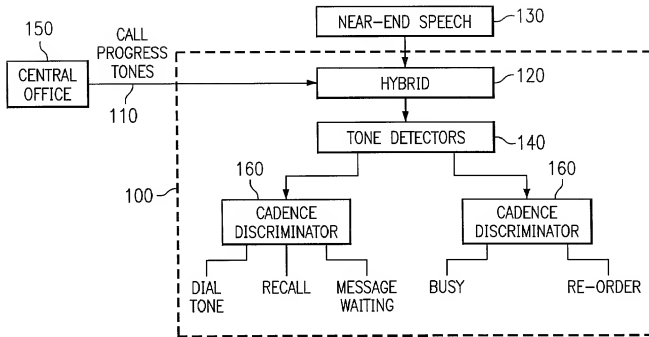 150
CALL
PROGRESS
TONES
NEAR-END SPEECH
130
CENTRAL
OFFICE
110
HYBRID
120
TONE DETECTORS
140
100
160
CADENCE
DISCRIMINATOR
160
CADENCE
DISCRIMINATOR
DIAL
TONE
RECALL
MESSAGE
WAITING
BUSY
RE-ORDER